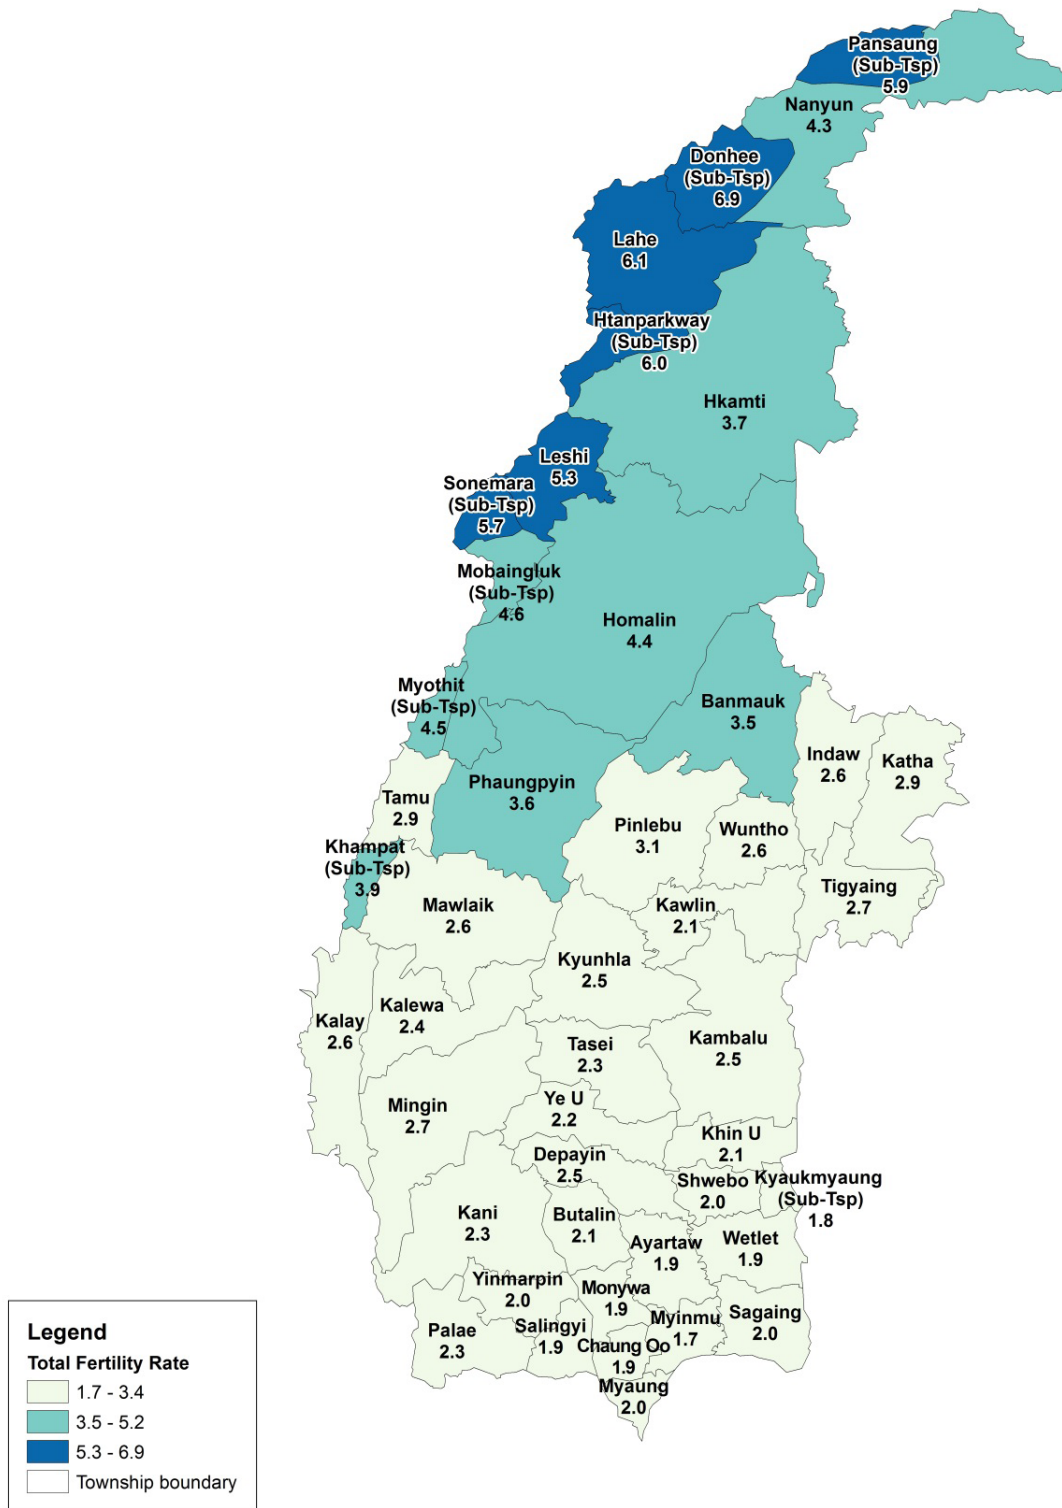 Pansaung
(Sub-Tsp)
5.9
Nanyun
4.3
Donhee
(Sub-Tsp)
6.9
Lahe
6.1
Htanparkway
(Sub-Tsp)
6.0
Hkamti
3.7
Leshi
5.3
Sonemara
(Sub-Tsp)
5.7
Mobaingluk
(Sub-Tsp)
4.6
Homalin
4.4
Myothit
(Sub-Tsp)
4.5
Banmauk
3.5
Indaw
2.6
Katha
2.9
Phaungpyin
3.6
Tamu
2.9
Pinlebu
3.1
Wuntho
2.6
Khampat
(Sub-Tsp)
3.9
Tigyaing
2.7
Mawlaik
2.6
Kawlin
2.1
Kyunhla
2.5
Kalewa
2.4
Kalay
2.6
Tasei
2.3
Kambalu
2.5
Mingin
2.7
Ye U
2.2
Khin U
2.1
Depayin
2.5
Shwebo
2.0
Kyaukmyaung
(Sub-Tsp)
1.8
Kani
2.3
Butalin
2.1
Ayartaw
1.9
Wetlet
1.9
Yinmarpin
2.0
Monywa
1.9
Sagaing
2.0
Myinmu
1.7
Palae
2.3
Salingyi
1.9
Chaung Oo
1.9
Myaung
2.0
Legend
Total Fertility Rate
1.7 - 3.4
3.5 - 5.2
5.3 - 6.9
Township boundary